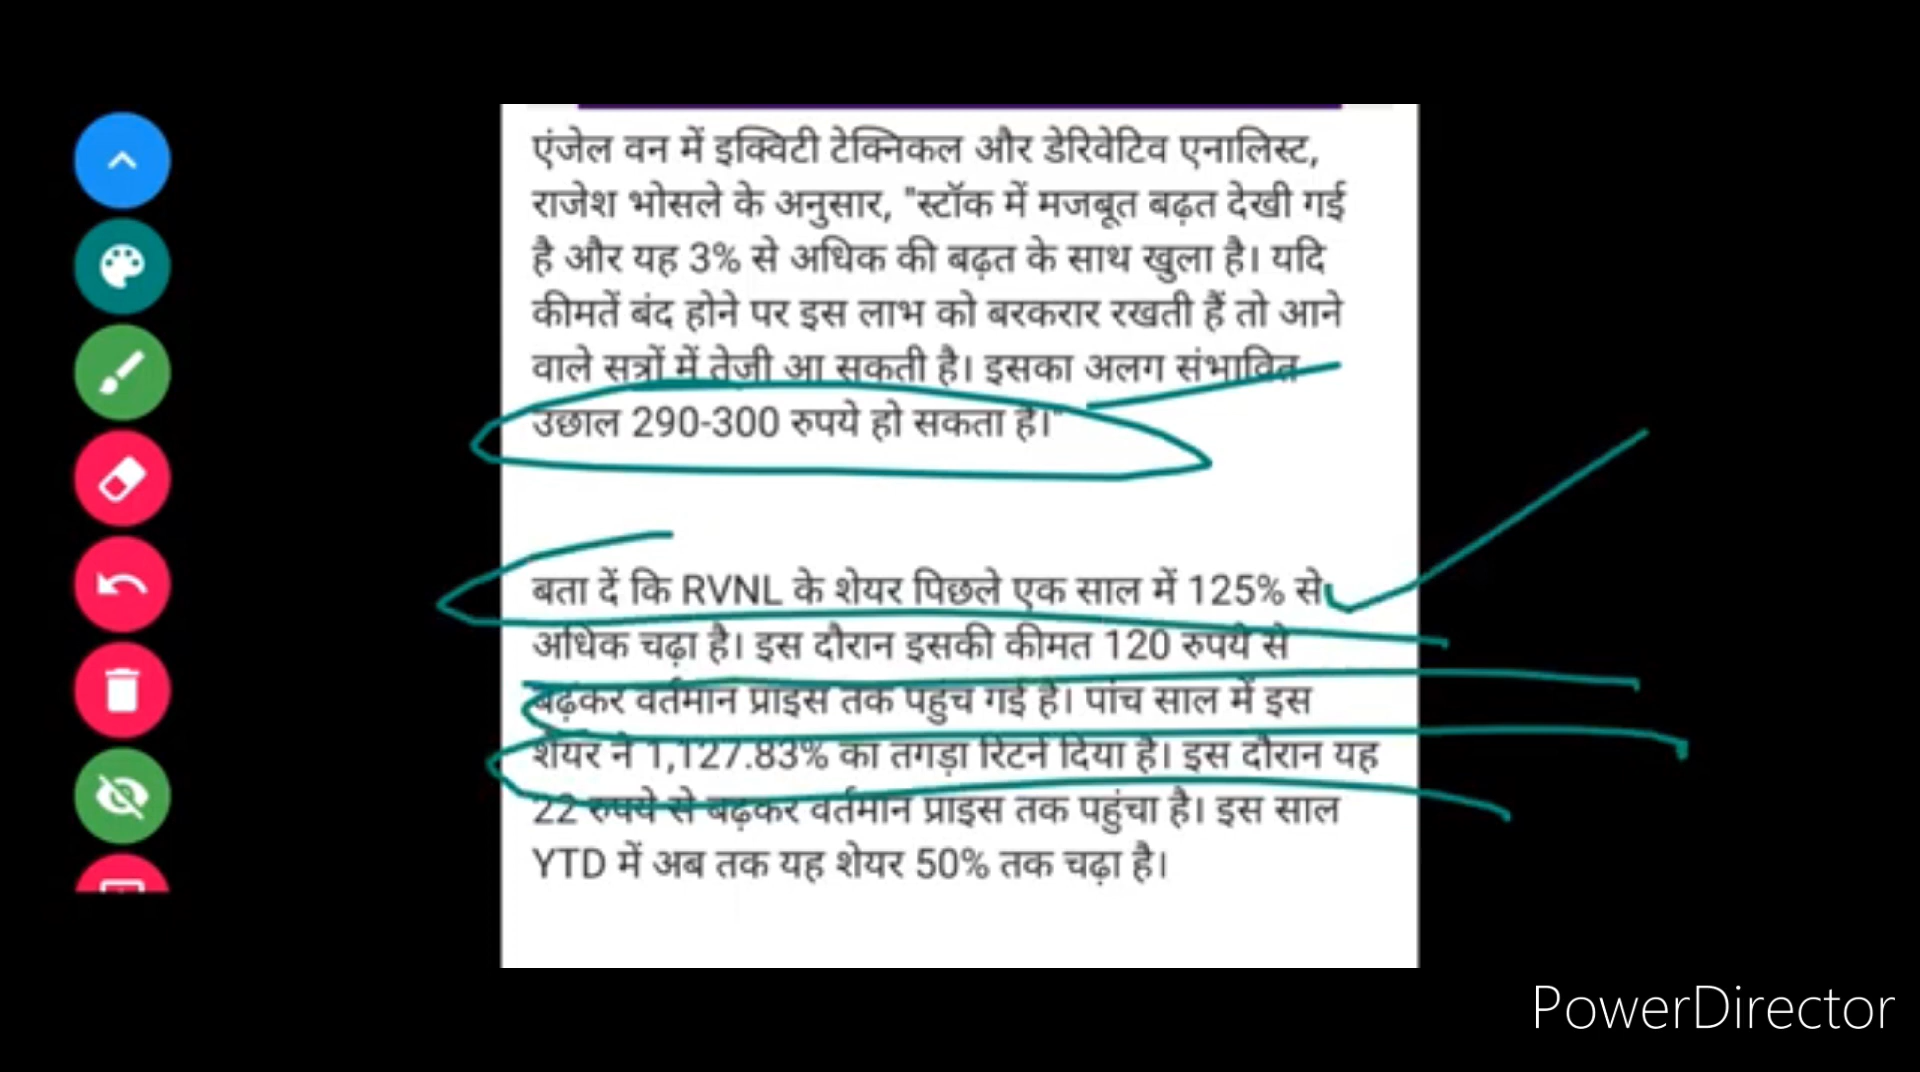 एंजेल वन में इक्विटी टेक्निकल और डेरिवेटिव एनालिस्ट,
राजेश भोसले के अनुसार, "स्टॉक में मजबूत बढ़त देखी गई
है और यह 3% से अधिक की बढ़त के साथ खुला है। यदि
कीमतें बंद होने पर इस लाभ को बरकरार रखती हैं तो आने
वाले सत्रों में तेजी आ सकती है। इसका अलग संभावित
उछाल 290-300 रुपये हो सकता है।"
बता दें कि RVNL के शेयर पिछले एक साल में 125% से
अधिक चढ़ा है। इस दौरान इसकी कीमत 120 रुपये से
बढ़कर वर्तमान प्राइस तक पहुंच गई है। पांच साल में इस
शेयर ने 1,127.83% का तगड़ा रिटर्न दिया है। इस दौरान यह
22 रुपये से बढ़कर वर्तमान प्राइस तक पहुंचा है। इस साल
YTD में अब तक यह शेयर 50% तक चढ़ा है।
PowerDirector